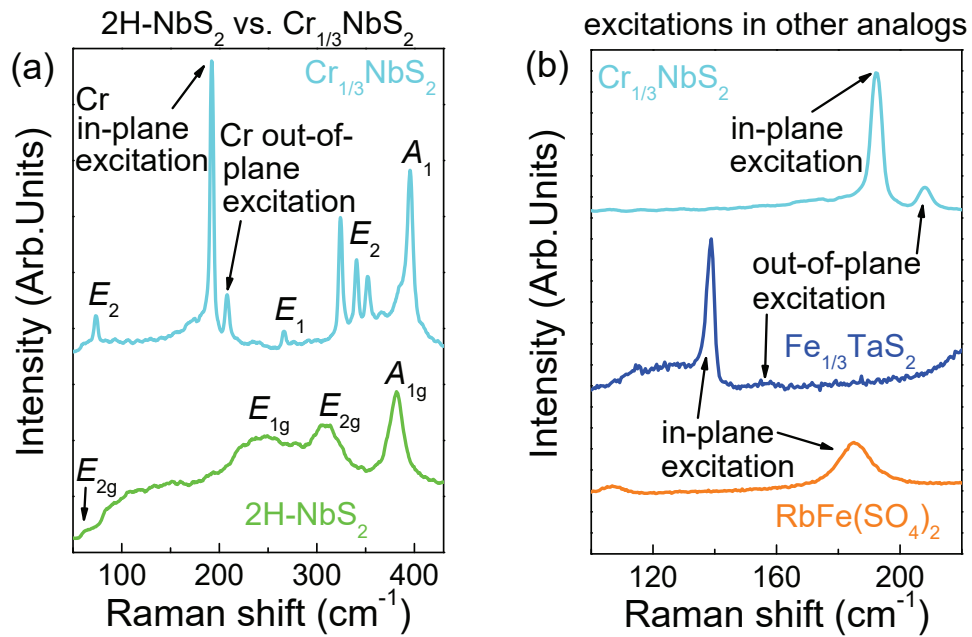 2H-NbS₂ vs. Cr₁/₃NbS₂
(a)
Cr₁/₃NbS₂
Cr
in-plane
excitation
Cr out-of-
plane
excitation
A₁
E₂
E₂
E₁
A₁g
E₁g
E₂g
E₂g
2H-NbS₂
Intensity (Arb.Units)
100 200 300 400
Raman shift (cm⁻¹)
excitations in other analogs
(b)
Cr₁/₃NbS₂
in-plane
excitation
out-of-plane
excitation
Fe₁/₃TaS₂
in-plane
excitation
RbFe(SO₄)₂
Intensity (Arb.Units)
120 160 200
Raman shift (cm⁻¹)